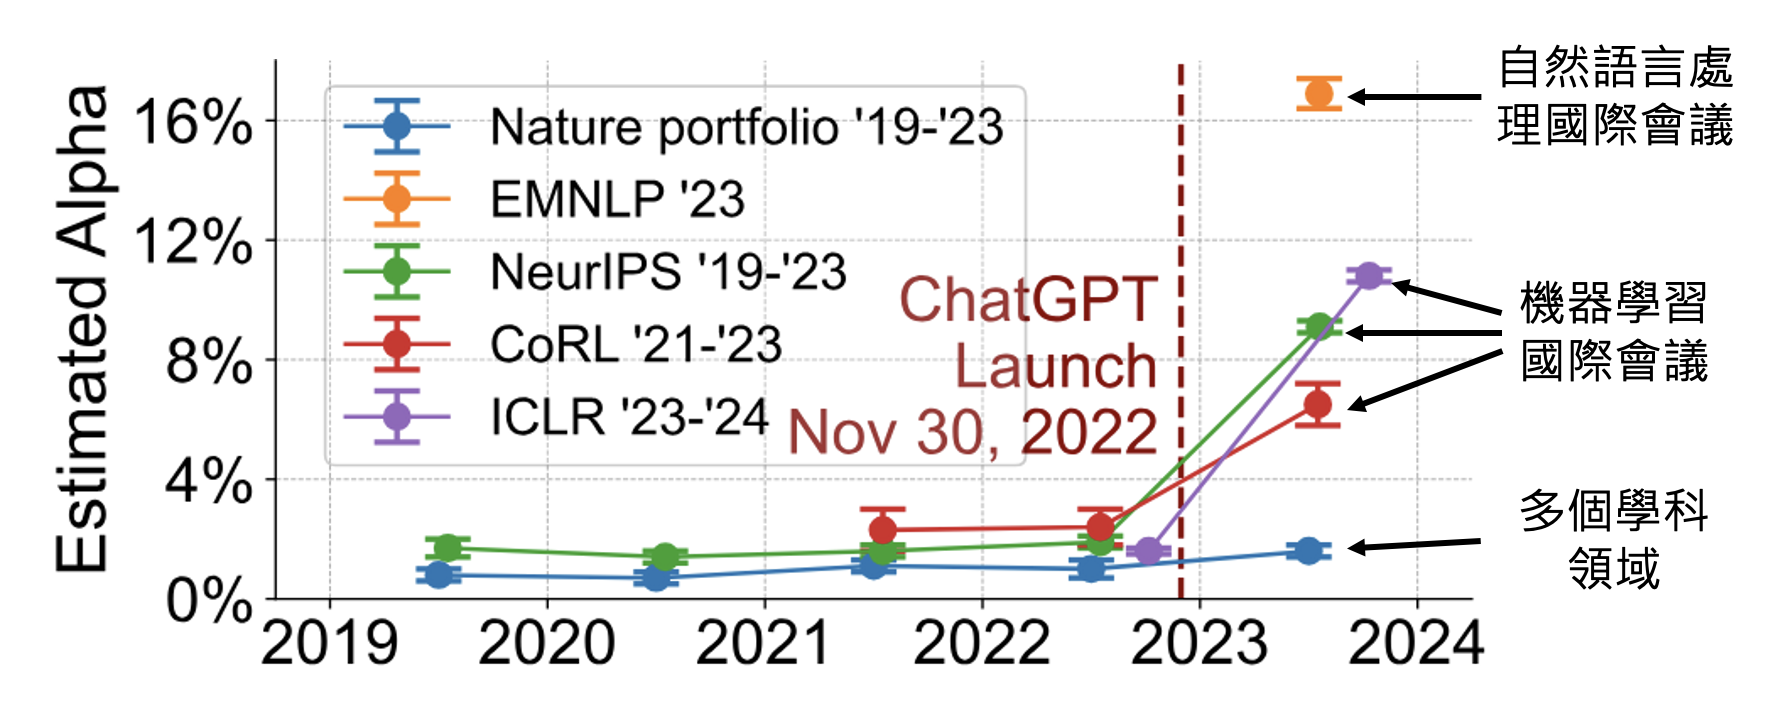 Estimated Alpha
16%
12%
8%
4%
0%
2019
2020
2021
2022
2023
2024
Nature portfolio '19-'23
EMNLP '23
NeurIPS '19-'23
CoRL '21-'23
ICLR '23-'24
ChatGPT
Launch
Nov 30, 2022
自然語言處
理國際會議
機器學習
國際會議
多個學科
領域